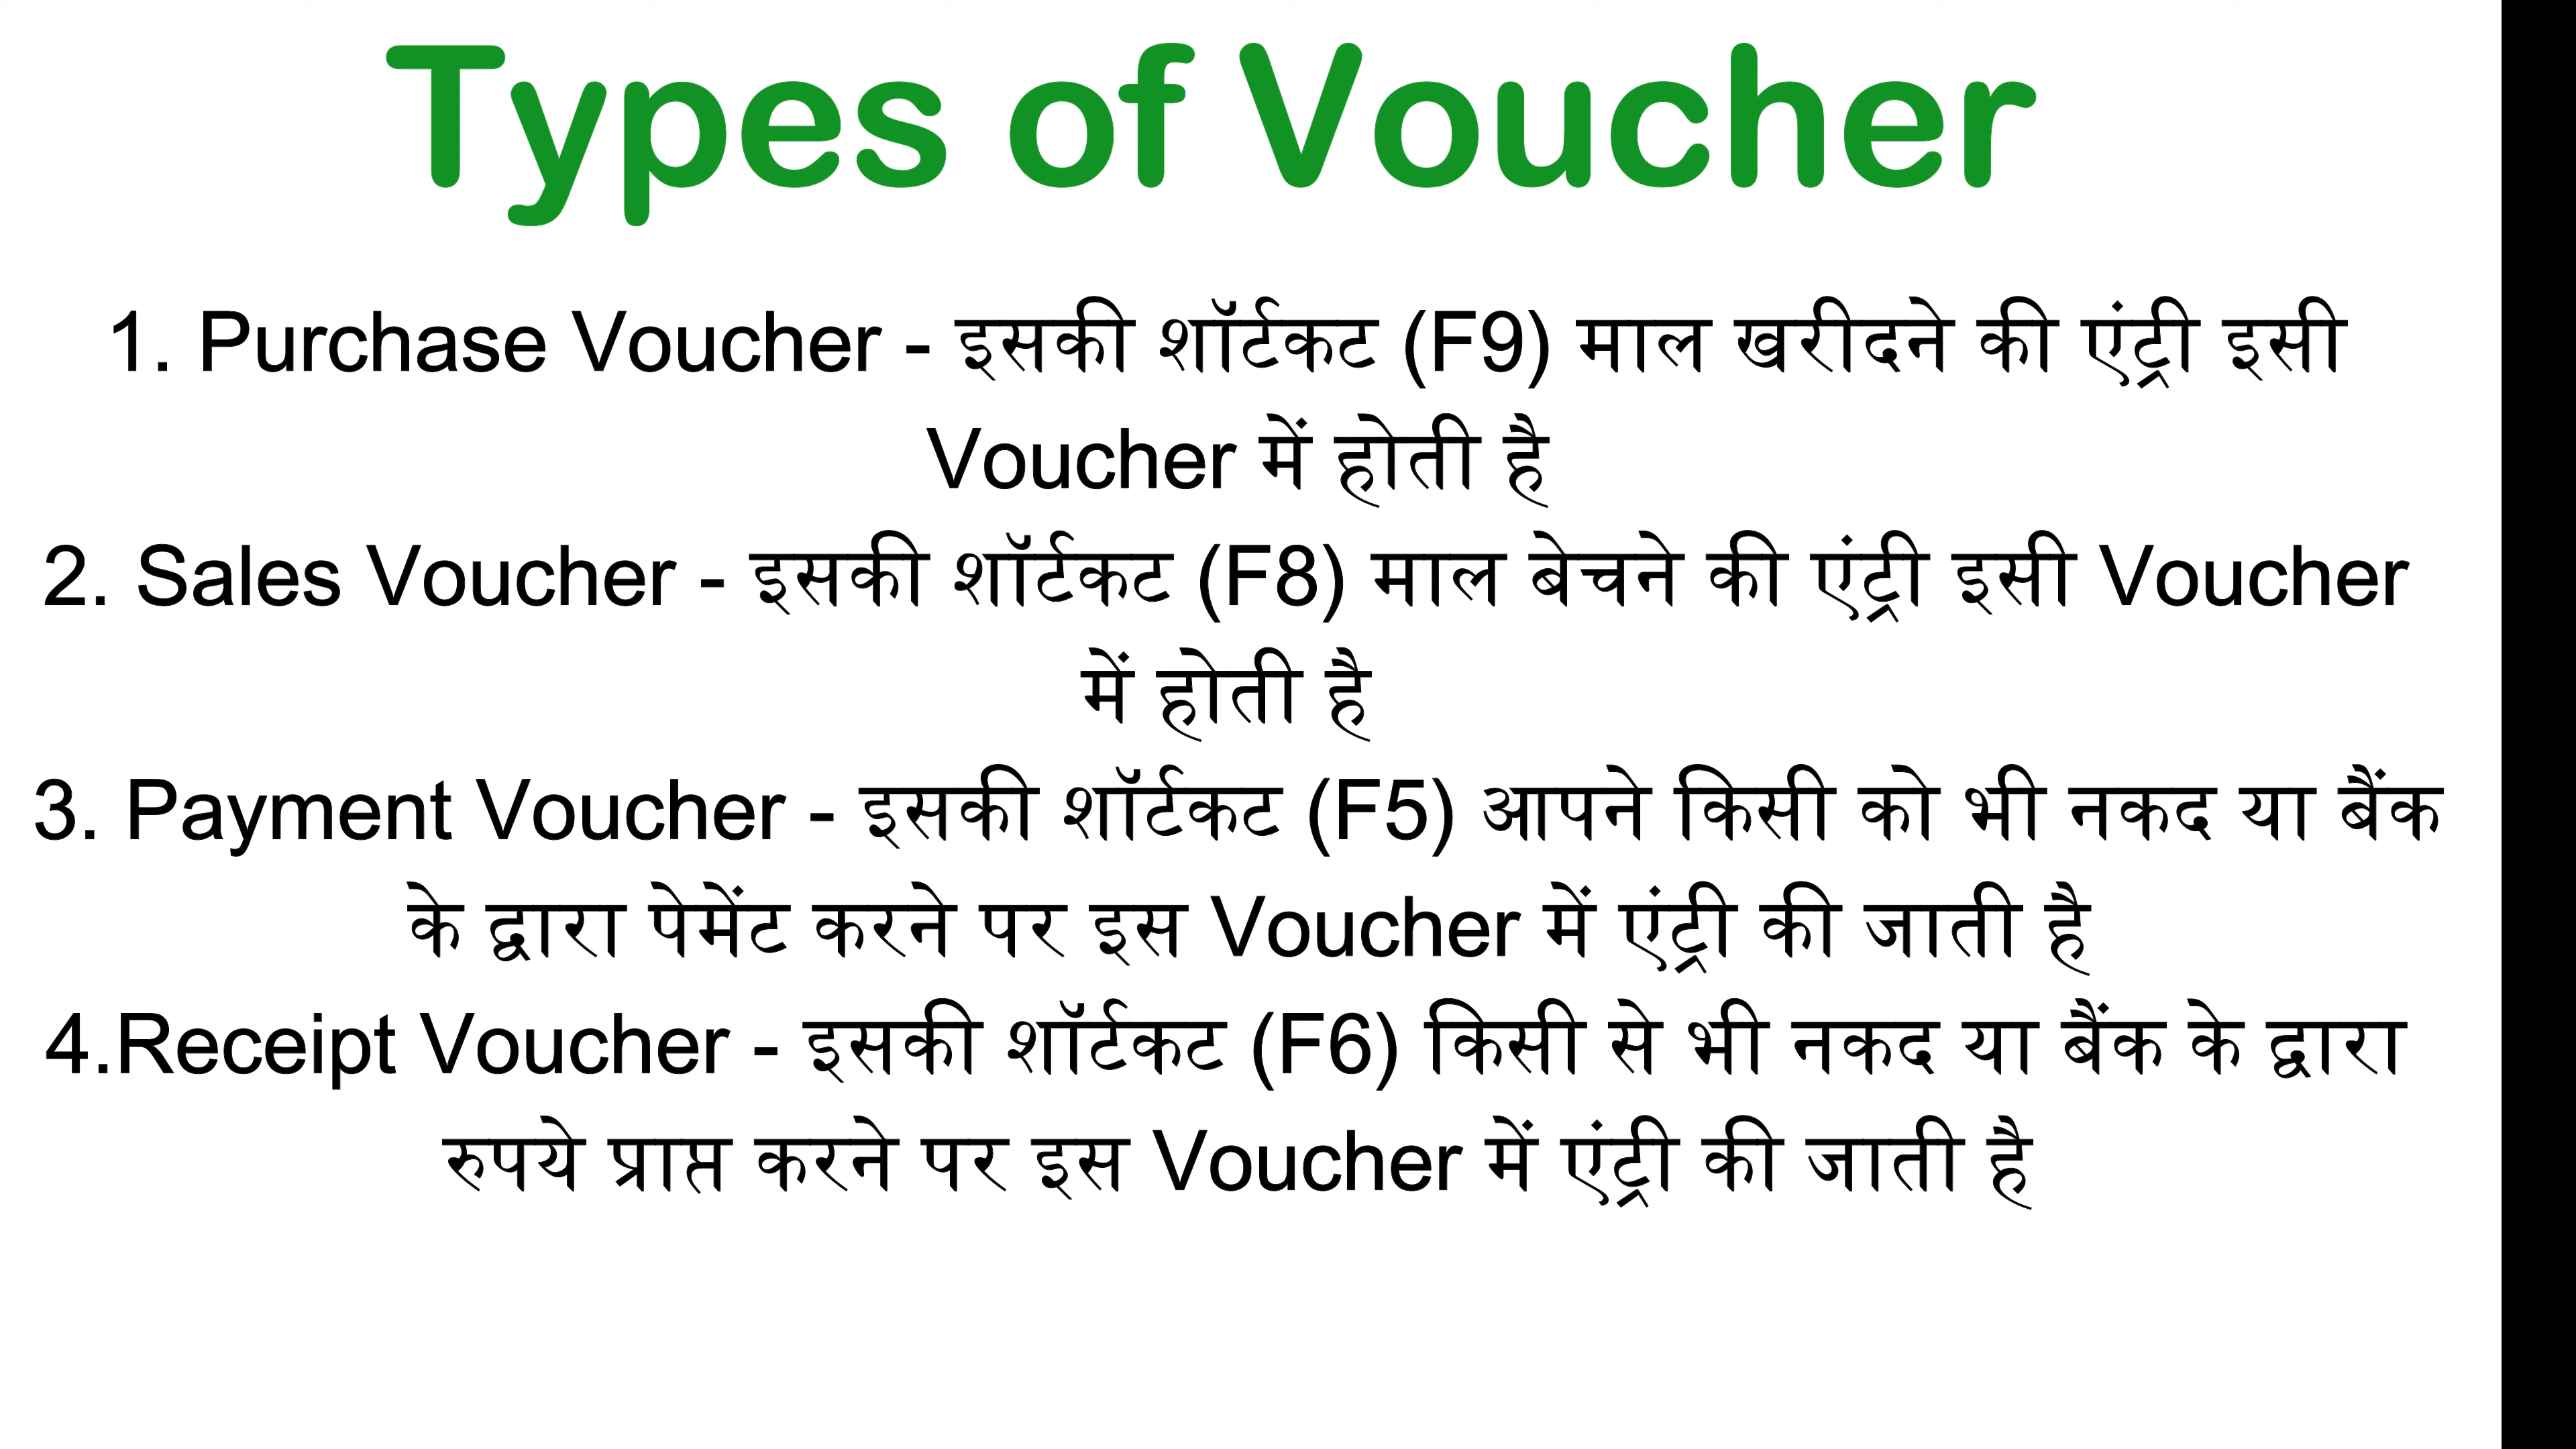 Types of Voucher
1. Purchase Voucher - इसकी शॉर्टकट (F9) माल खरीदने की एंट्री इसी
Voucher में होती है
2. Sales Voucher - इसकी शॉर्टकट (F8) माल बेचने की एंट्री इसी Voucher
में होती है
3. Payment Voucher - इसकी शॉर्टकट (F5) आपने किसी को भी नकद या बैंक
के द्वारा पेमेंट करने पर इस Voucher में एंट्री की जाती है
4.Receipt Voucher - इसकी शॉर्टकट (F6) किसी से भी नकद या बैंक के द्वारा
रुपये प्राप्त करने पर इस Voucher में एंट्री की जाती है